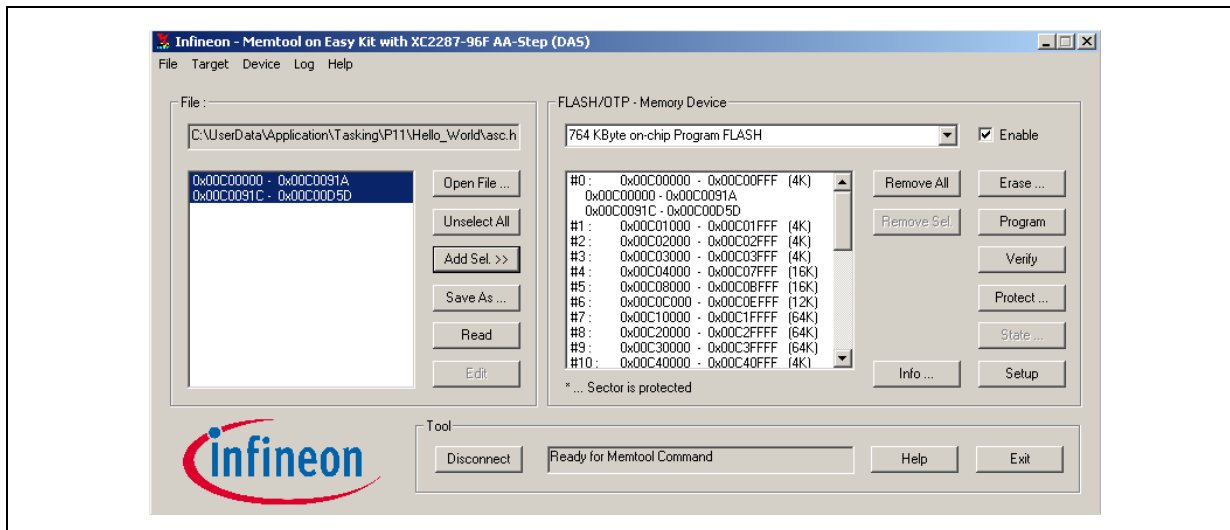 Infineon - Memtool on Easy Kit with XC2287-96F AA-Step (DAS)
File Target Device Log Help
File :
C:\UserData\Application\Tasking\P11\Hello_World\asc.h
0x00C00000 - 0x00C0091A
0x00C0091C - 0x00C00D5D
Open File ...
Unselect All
Add Sel. >>
Save As ...
Read
Edit
FLASH/OTP - Memory Device
764 KByte on-chip Program FLASH
Enable
#0 : 0x00C00000 - 0x00C00FFF (4K)
0x00C00000 - 0x00C0091A
0x00C0091C - 0x00C00D5D
#1 : 0x00C01000 - 0x00C01FFF (4K)
#2 : 0x00C02000 - 0x00C02FFF (4K)
#3 : 0x00C03000 - 0x00C03FFF (4K)
#4 : 0x00C04000 - 0x00C07FFF (16K)
#5 : 0x00C08000 - 0x00C0BFFF (16K)
#6 : 0x00C0C000 - 0x00C0EFFF (12K)
#7 : 0x00C10000 - 0x00C1FFFF (64K)
#8 : 0x00C20000 - 0x00C2FFFF (64K)
#9 : 0x00C30000 - 0x00C3FFFF (64K)
#10 : 0x00C40000 - 0x00C40FFF (4K)
* ... Sector is protected
Remove All
Remove Sel.
Info ...
Erase ...
Program
Verify
Protect ...
State ...
Setup
infineon
Tool
Disconnect
Ready for Memtool Command
Help
Exit